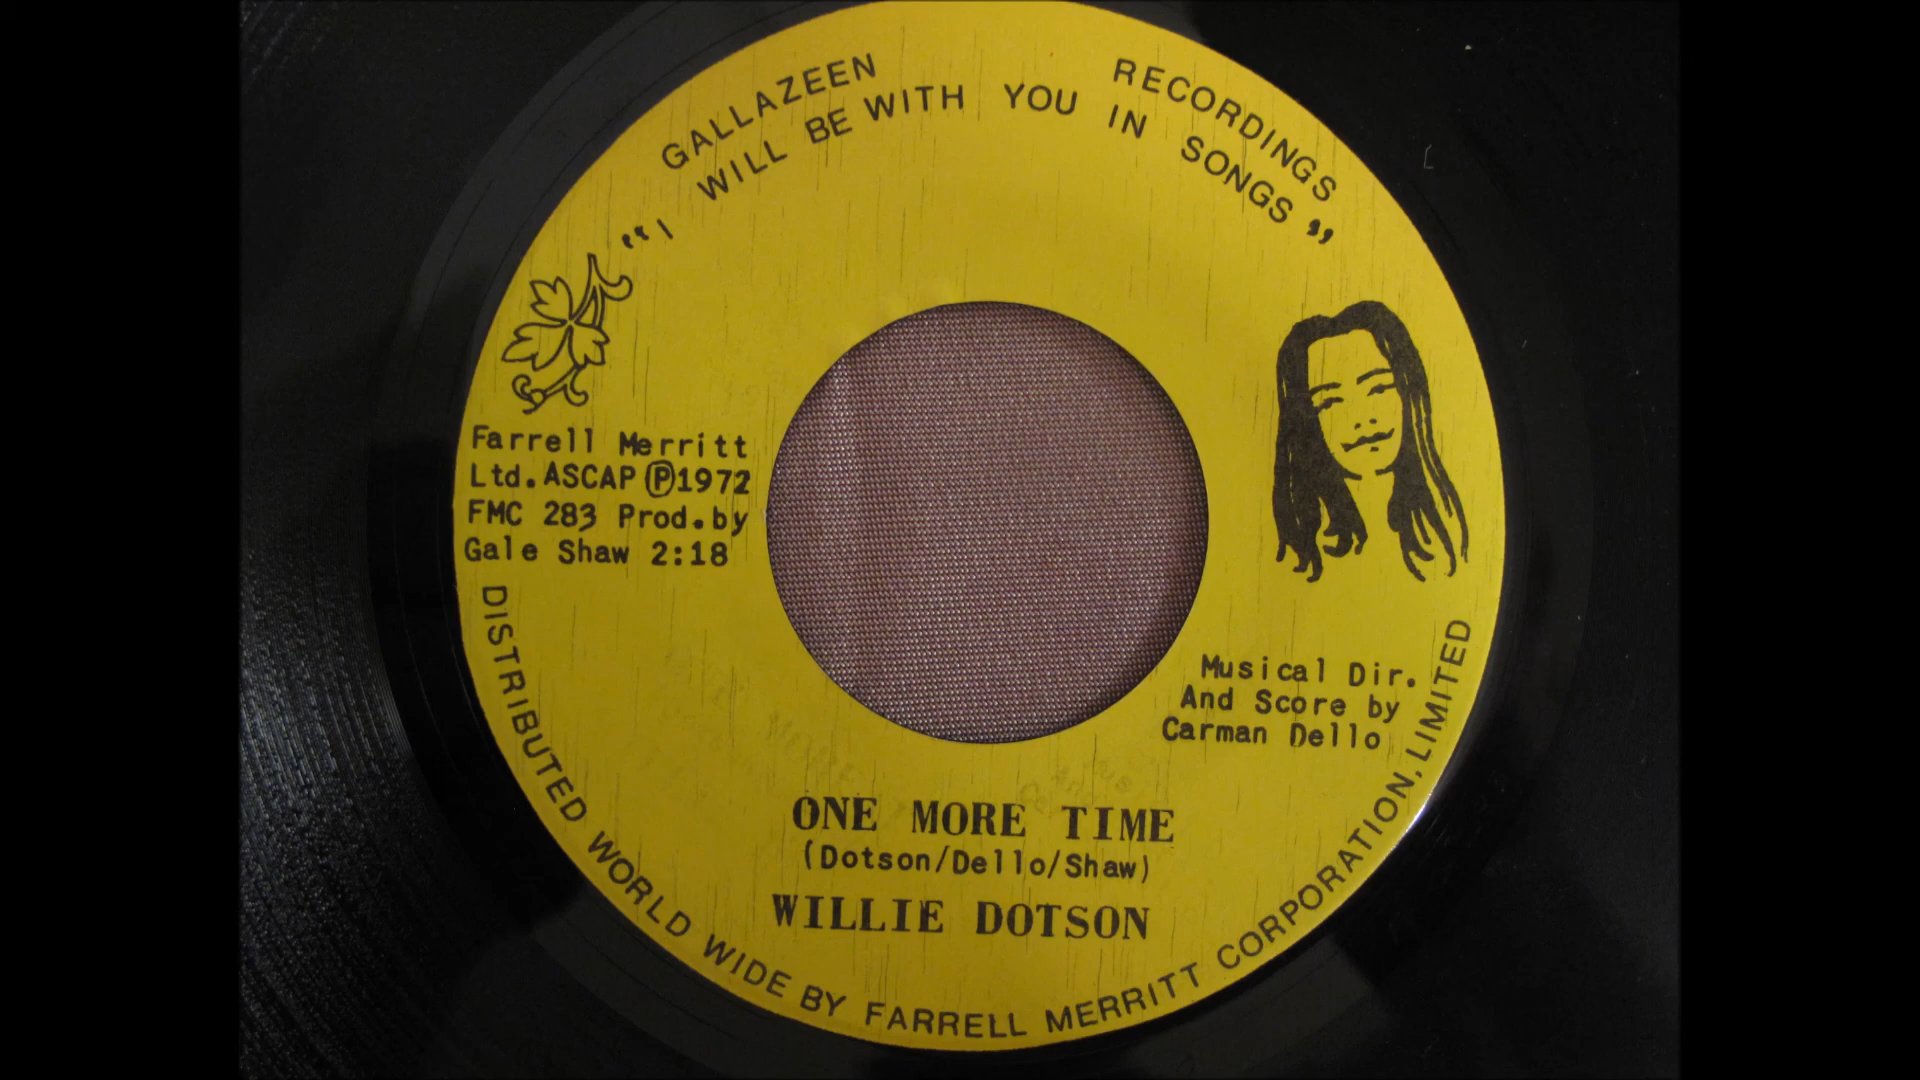 GALLAZEEN RECORDINGS
“I WILL BE WITH YOU IN SONGS”
Farrell Merritt
Ltd. ASCAP Ⓟ1972
FMC 283 Prod. by
Gale Shaw 2:18
Musical Dir.
And Score by
Carman Dello
ONE MORE TIME
(Dotson/Dello/Shaw)
WILLIE DOTSON
DISTRIBUTED WORLD WIDE BY FARRELL MERRITT CORPORATION, LIMITED